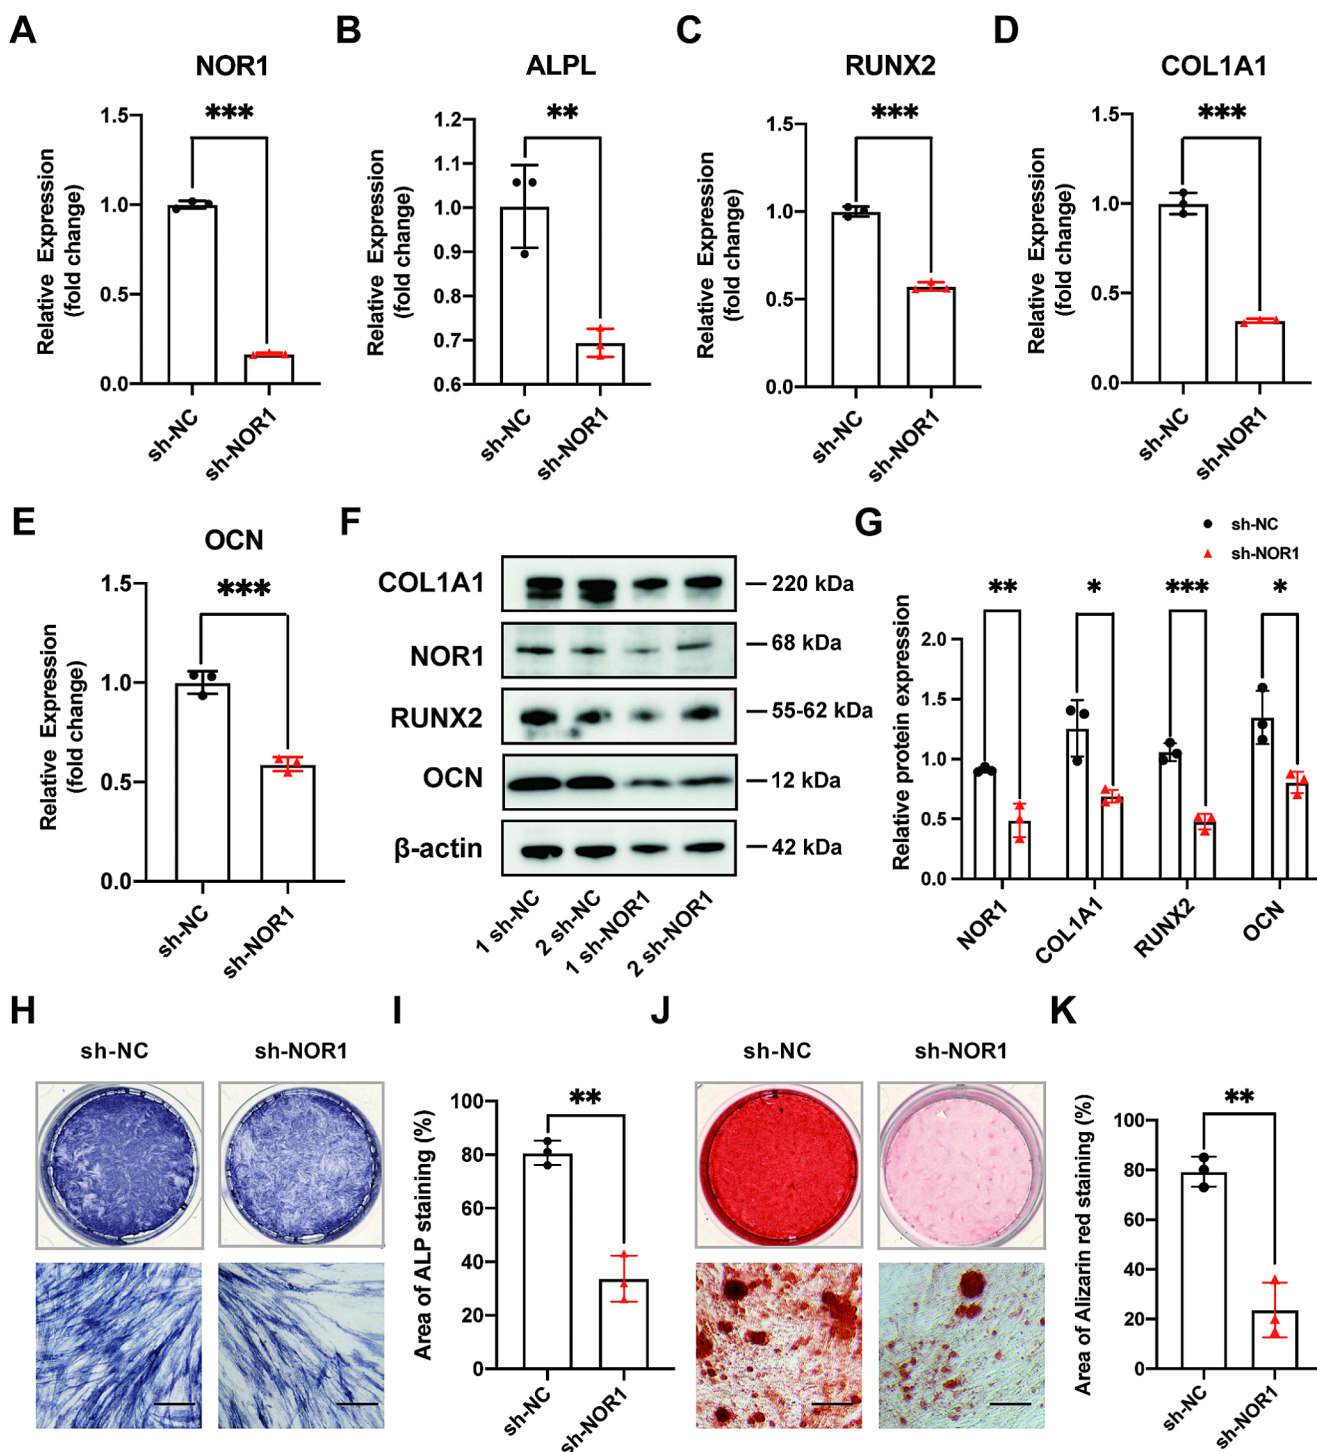 A
NOR1
***
Relative Expression
(fold change)
1.5
1.0
0.5
0.0
sh-NC
sh-NOR1
B
ALPL
**
Relative Expression
(fold change)
1.2
1.1
1.0
0.9
0.8
0.7
0.6
sh-NC
sh-NOR1
C
RUNX2
***
Relative Expression
(fold change)
1.5
1.0
0.5
0.0
sh-NC
sh-NOR1
D
COL1A1
***
Relative Expression
(fold change)
1.5
1.0
0.5
0.0
sh-NC
sh-NOR1
E
OCN
***
Relative Expression
(fold change)
1.5
1.0
0.5
0.0
sh-NC
sh-NOR1
F
COL1A1
220 kDa
NOR1
68 kDa
RUNX2
55-62 kDa
OCN
12 kDa
β-actin
42 kDa
1 sh-NC
2 sh-NC
1 sh-NOR1
2 sh-NOR1
G
sh-NC
sh-NOR1
** * *** *
Relative protein expression
2.0
1.5
1.0
0.5
0.0
NOR1
COL1A1
RUNX2
OCN
H
sh-NC
sh-NOR1
I
**
Area of ALP staining (%)
100
80
60
40
20
0
sh-NC
sh-NOR1
J
sh-NC
sh-NOR1
K
**
Area of Alizarin red staining (%)
100
80
60
40
20
0
sh-NC
sh-NOR1